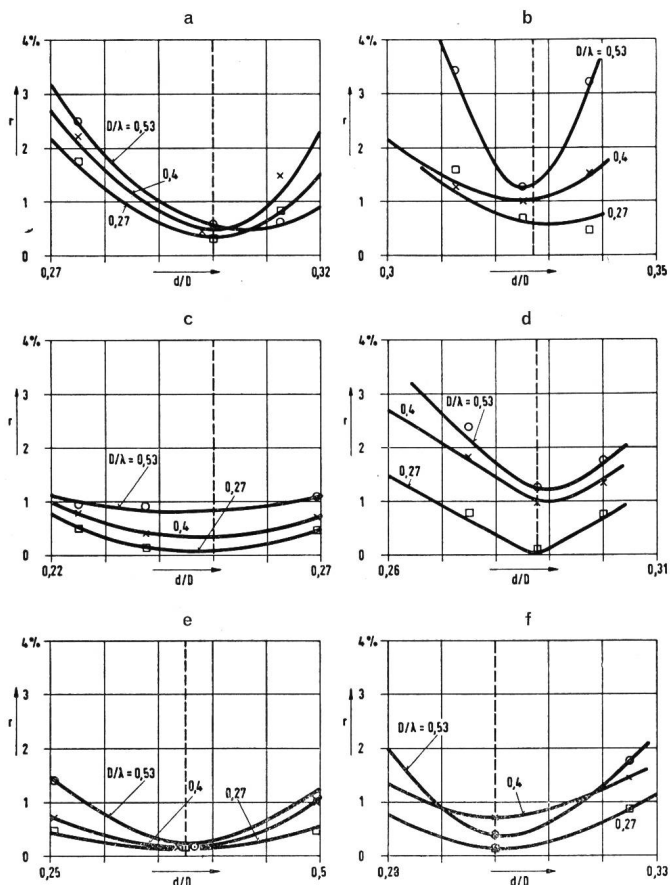 a
4%
3
r
2
1
0
D/λ = 0,53
0,4
0,27
0,27
d/D
0,32
b
4%
3
r
2
1
0
D/λ = 0,53
0,4
0,27
0,3
d/D
0,35
c
4%
3
r
2
1
0
D/λ = 0,53
0,4
0,27
0,22
d/D
0,27
d
4%
3
r
2
1
0
0,4
D/λ = 0,53
0,27
0,26
d/D
0,31
e
4%
3
r
2
1
0
D/λ = 0,53
0,4
0,27
0,25
d/D
0,5
f
4%
3
r
2
1
0
D/λ = 0,53
0,4
0,27
0,23
d/D
0,33